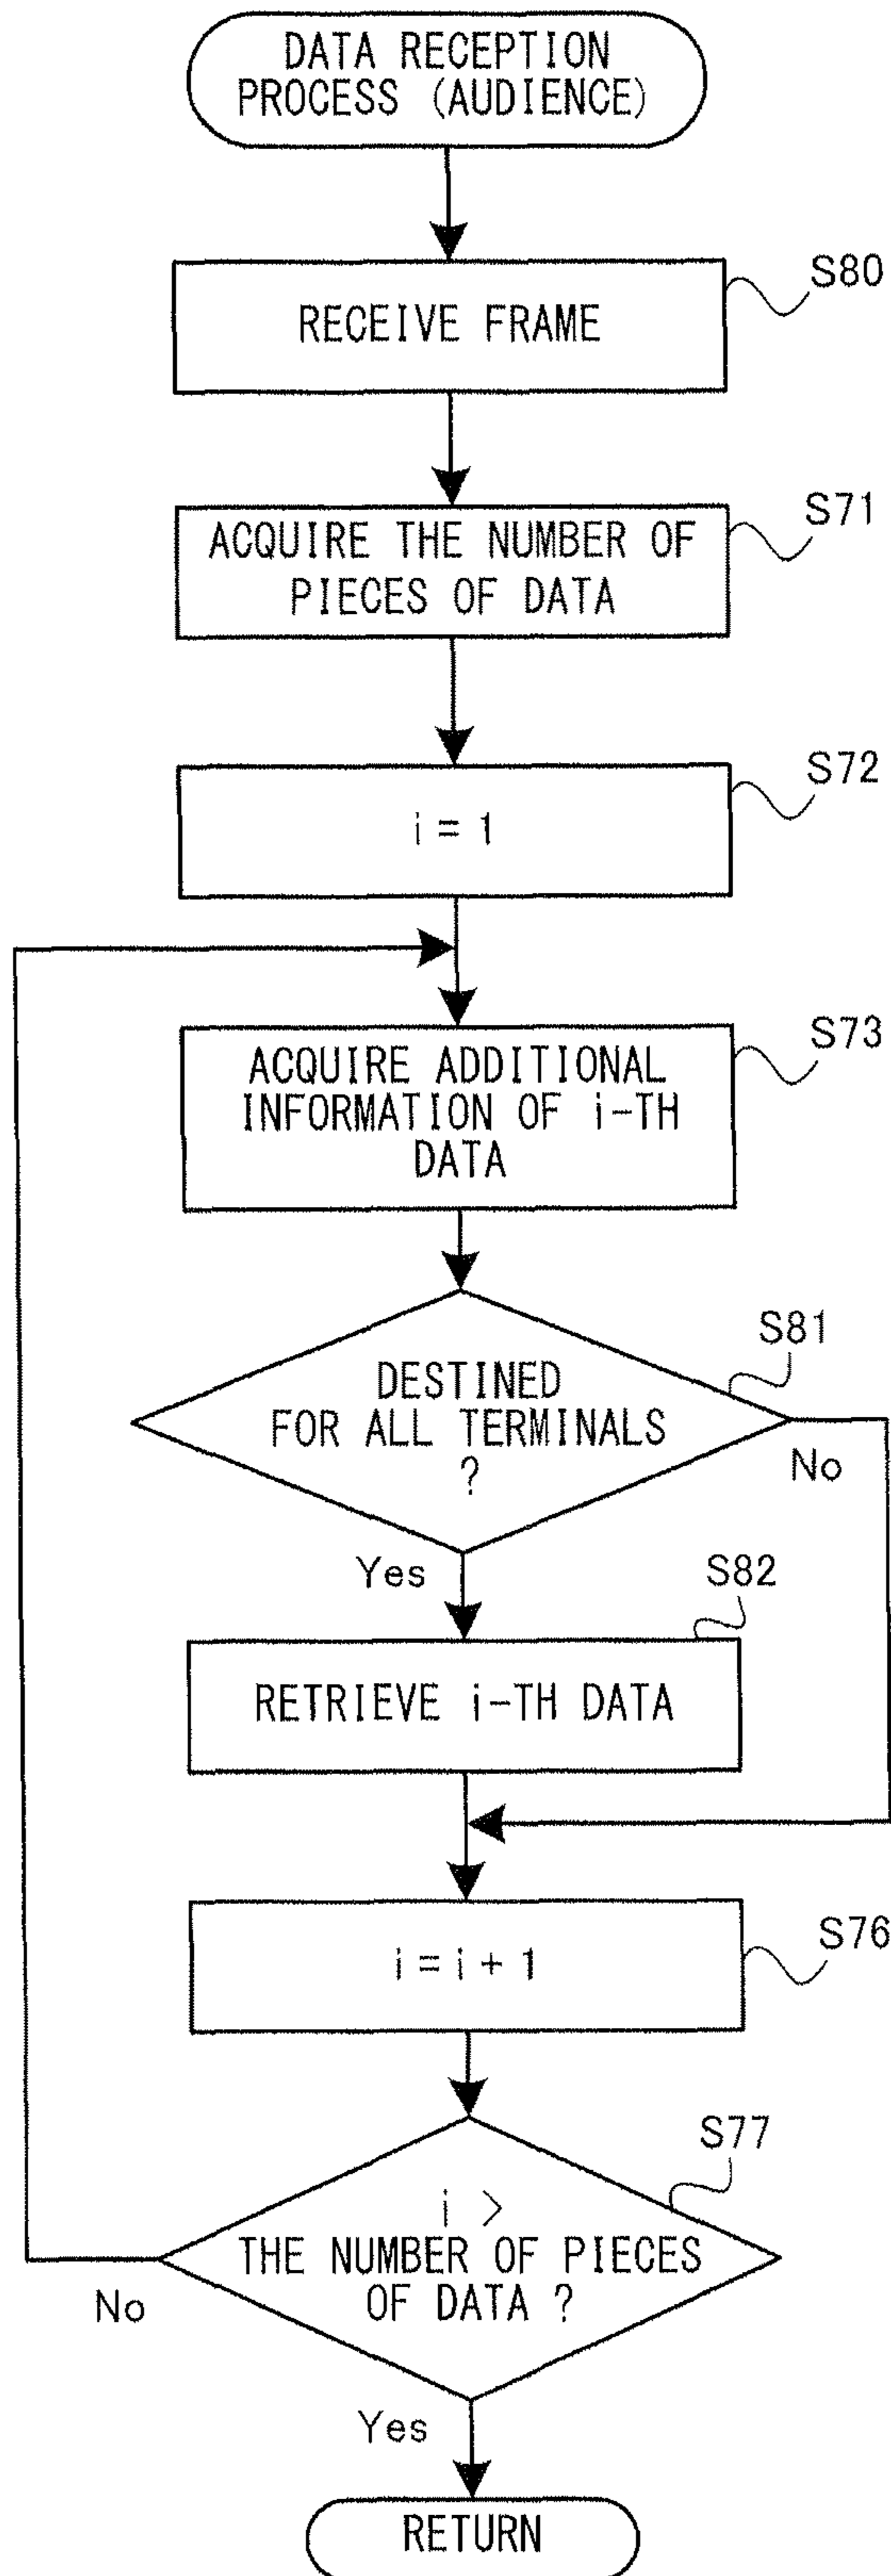 DATA RECEPTION
PROCESS (AUDIENCE)
S80
RECEIVE FRAME
S71
ACQUIRE THE NUMBER OF
PIECES OF DATA
S72
i = 1
S73
ACQUIRE ADDITIONAL
INFORMATION OF i-TH
DATA
S81
DESTINED
FOR ALL TERMINALS
?
No
Yes
S82
RETRIEVE i-TH DATA
S76
i = i + 1
S77
i >
THE NUMBER OF PIECES
OF DATA ?
No
Yes
RETURN